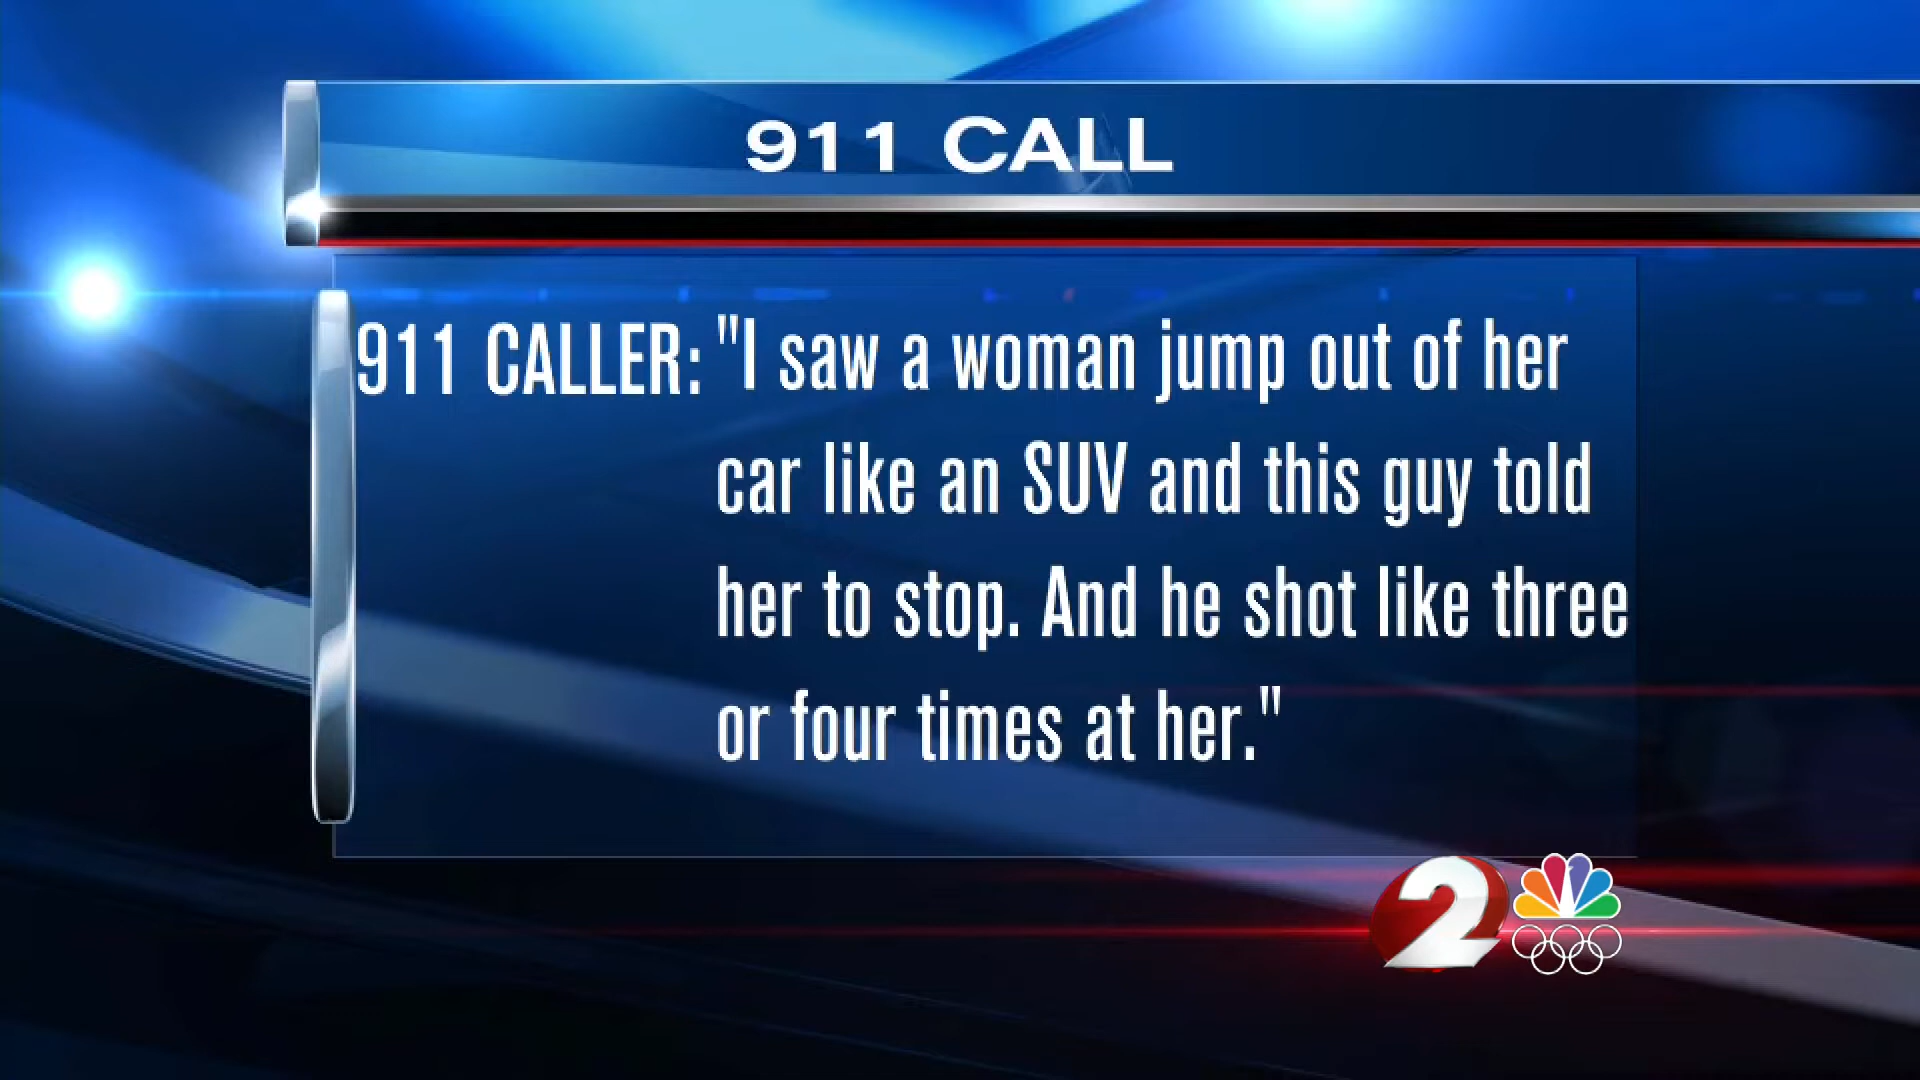 911 CALL
911 CALLER: "I saw a woman jump out of her
car like an SUV and this guy told
her to stop. And he shot like three
or four times at her."
2